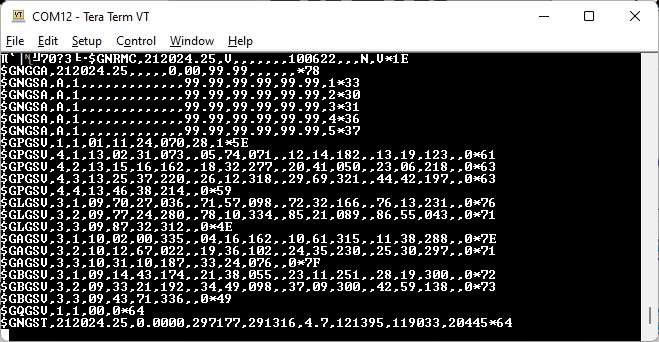 COM12 - Tera Term VT
File Edit Setup Control Window Help
$GNRMC,212024.25,V,,,,,,,100622,,,N,V*1E
$GNGGA,212024.25,,,,,0,00,99.99,,,,,,*78
$GNGSA,A,1,,,,,,,,,,,,,99.99,99.99,99.99,1*33
$GNGSA,A,1,,,,,,,,,,,,,99.99,99.99,99.99,2*30
$GNGSA,A,1,,,,,,,,,,,,,99.99,99.99,99.99,3*31
$GNGSA,A,1,,,,,,,,,,,,,99.99,99.99,99.99,4*36
$GNGSA,A,1,,,,,,,,,,,,,99.99,99.99,99.99,5*37
$GPGSV,1,1,01,11,24,070,28,1*5E
$GPGSV,4,1,13,02,31,073,,05,74,071,,12,14,182,,13,19,123,,0*61
$GPGSV,4,2,13,15,16,162,,18,32,277,,20,41,050,,23,06,218,,0*63
$GPGSV,4,3,13,25,37,220,,26,12,318,,29,69,321,,44,42,197,,0*63
$GPGSV,4,4,13,46,38,214,,0*59
$GLGSV,3,1,09,70,27,036,,71,57,098,,72,32,166,,76,13,231,,0*76
$GLGSV,3,2,09,77,24,280,,78,10,334,,85,21,089,,86,55,043,,0*71
$GLGSV,3,3,09,87,32,312,,0*4E
$GAGSV,3,1,10,02,00,335,,04,16,162,,10,61,315,,11,38,288,,0*7E
$GAGSV,3,2,10,12,67,022,,19,36,102,,24,35,230,,25,30,297,,0*71
$GAGSV,3,3,10,31,10,187,,33,24,076,,0*7F
$GBGSV,3,1,09,14,43,174,,21,38,055,,23,11,251,,28,19,300,,0*72
$GBGSV,3,2,09,33,21,192,,34,49,098,,37,09,300,,42,59,138,,0*73
$GBGSV,3,3,09,43,71,336,,0*49
$GQGSV,1,1,00,0*64
$GNGST,212024.25,0.0000,297177,291316,4.7,121395,119033,20445*64